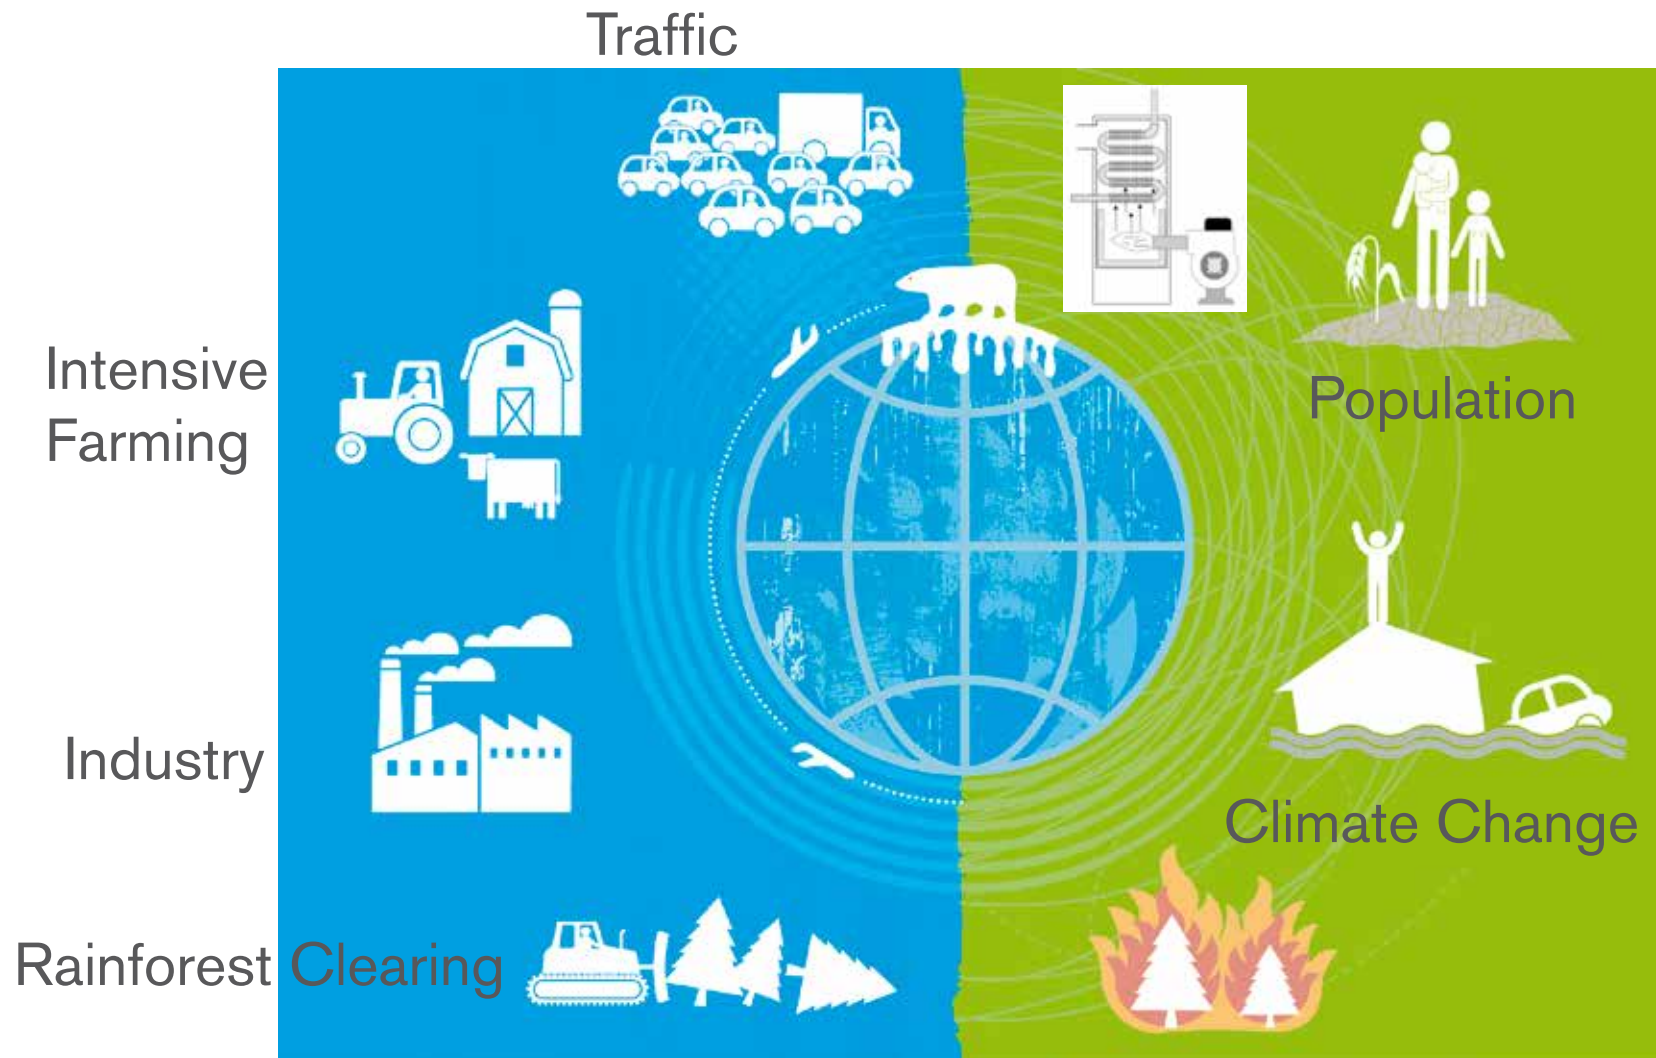 Traffic
Intensive
Farming
Population
Industry
Climate Change
Rainforest Clearing